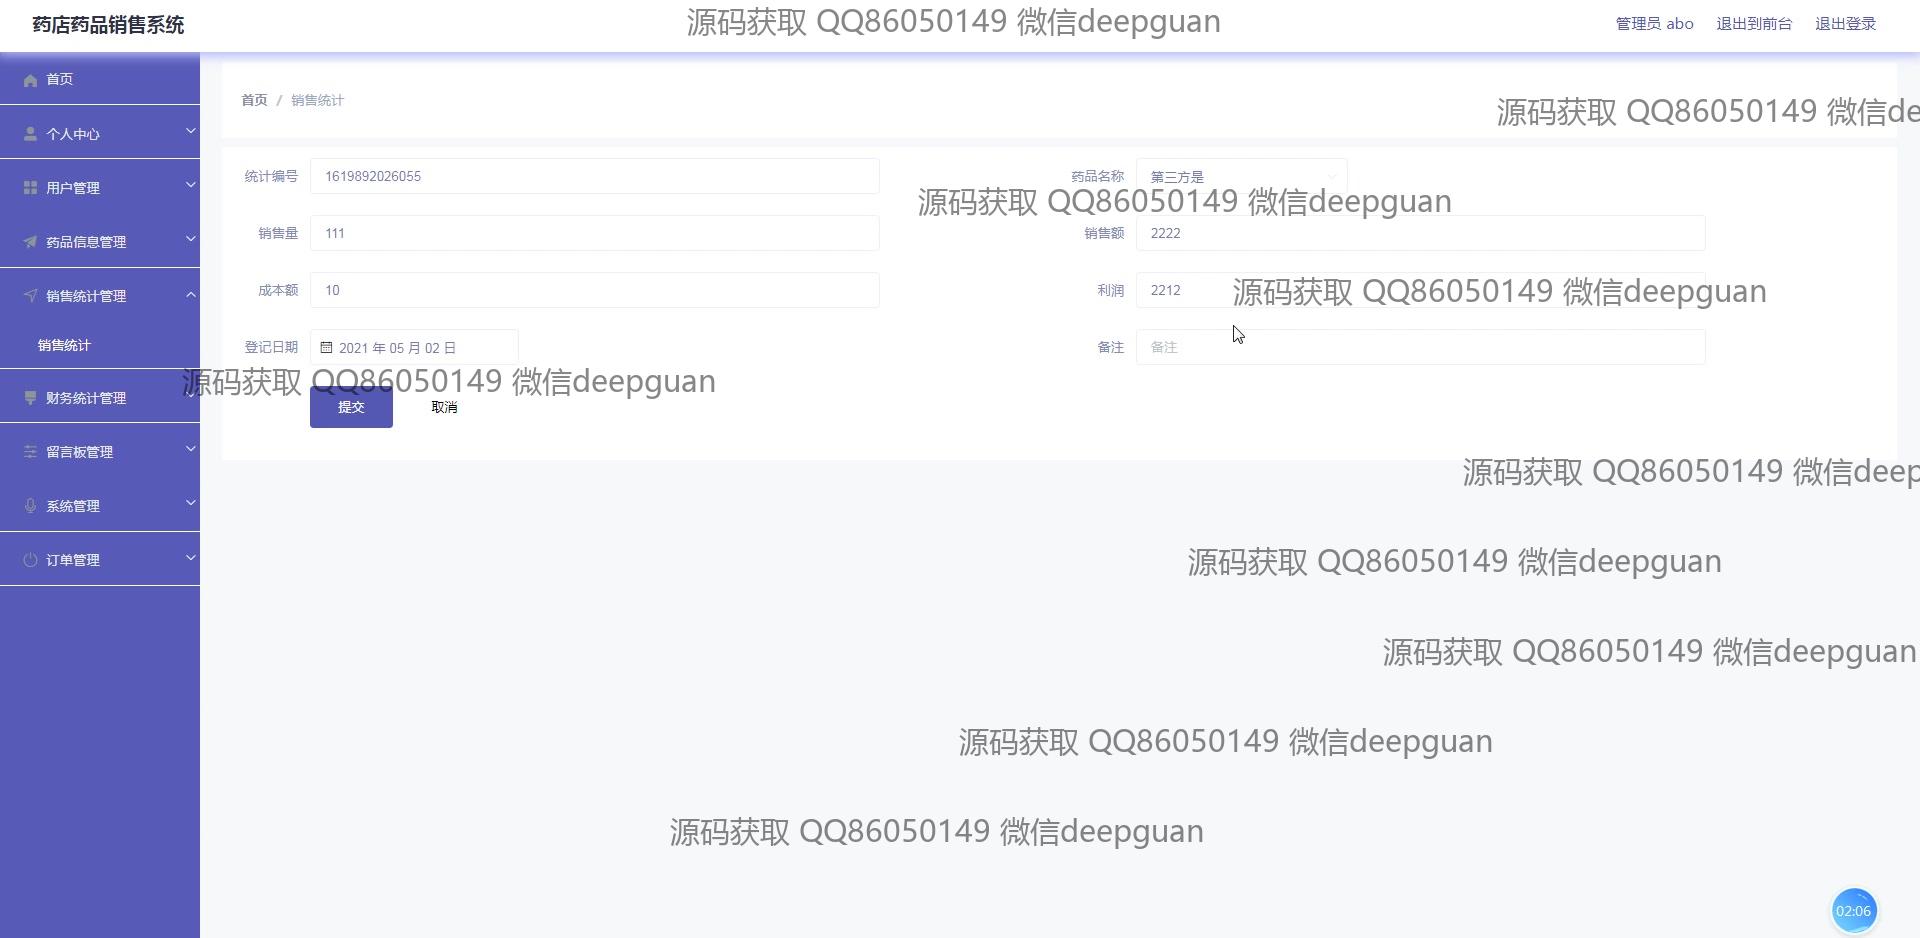 药店药品销售系统
源码获取 QQ86050149 微信deepguan
管理员 abo 退出到前台 退出登录
首页
首页 / 销售统计
源码获取 QQ86050149 微信de
个人中心
统计编号 1619892026055 药品名称 第三方是
用户管理
源码获取 QQ86050149 微信deepguan
销售量 111 销售额 2222
药品信息管理
成本额 10 利润 2212
源码获取 QQ86050149 微信deepguan
销售统计管理
销售统计
登记日期 2021 年 05 月 02 日 备注 备注
源码获取 QQ86050149 微信deepguan
财务统计管理
提交 取消
留言板管理
源码获取 QQ86050149 微信deep
系统管理
订单管理
源码获取 QQ86050149 微信deepguan
源码获取 QQ86050149 微信deepguan
源码获取 QQ86050149 微信deepguan
源码获取 QQ86050149 微信deepguan
02:06